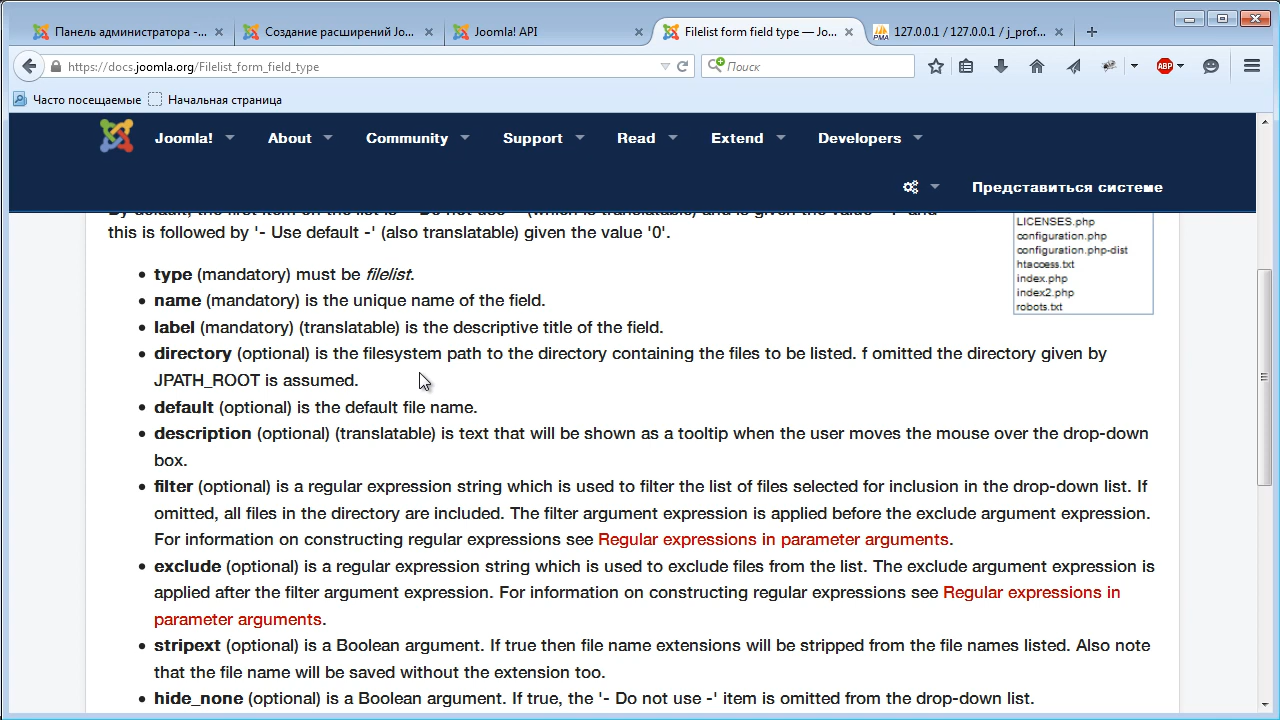 Панель администратора -...
Создание расширений Jo...
Joomla! API
Filelist form field type — Jo...
127.0.0.1 / 127.0.0.1 / j_prof...
https://docs.joomla.org/Filelist_form_field_type
Поиск
ABP
Часто посещаемые
Начальная страница
Joomla!
About
Community
Support
Read
Extend
Developers
Представиться системе
this is followed by '- Use default -' (also translatable) given the value '0'.
LICENSES.php
configuration.php
configuration.php-dist
htaccess.txt
index.php
index2.php
robots.txt
• type (mandatory) must be filelist.
• name (mandatory) is the unique name of the field.
• label (mandatory) (translatable) is the descriptive title of the field.
• directory (optional) is the filesystem path to the directory containing the files to be listed. f omitted the directory given by
JPATH_ROOT is assumed.
• default (optional) is the default file name.
• description (optional) (translatable) is text that will be shown as a tooltip when the user moves the mouse over the drop-down
box.
• filter (optional) is a regular expression string which is used to filter the list of files selected for inclusion in the drop-down list. If
omitted, all files in the directory are included. The filter argument expression is applied before the exclude argument expression.
For information on constructing regular expressions see Regular expressions in parameter arguments.
• exclude (optional) is a regular expression string which is used to exclude files from the list. The exclude argument expression is
applied after the filter argument expression. For information on constructing regular expressions see Regular expressions in
parameter arguments.
• stripext (optional) is a Boolean argument. If true then file name extensions will be stripped from the file names listed. Also note
that the file name will be saved without the extension too.
• hide_none (optional) is a Boolean argument. If true, the '- Do not use -' item is omitted from the drop-down list.